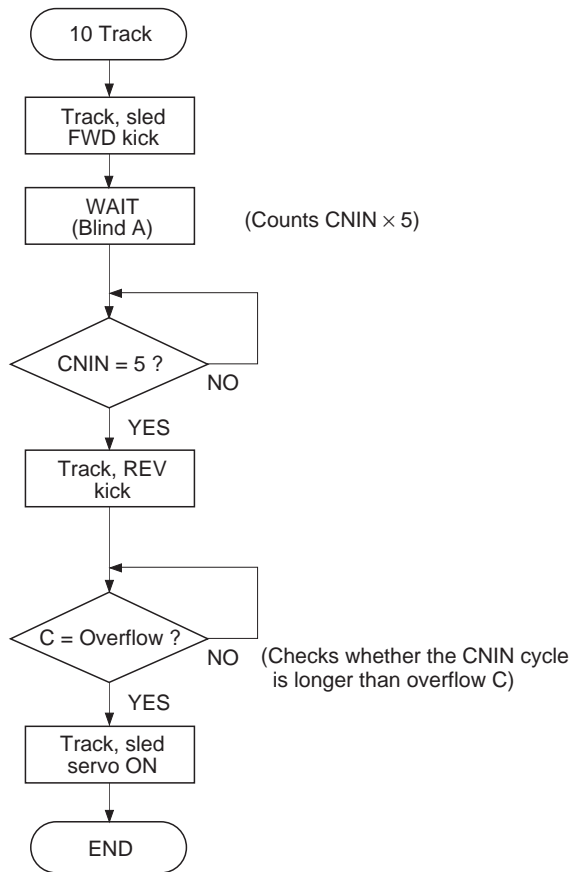 10 Track
Track, sled
FWD kick
WAIT
(Blind A)
(Counts CNIN × 5)
CNIN = 5 ?
NO
YES
Track, REV
kick
C = Overflow ?
NO
(Checks whether the CNIN cycle
is longer than overflow C)
YES
Track, sled
servo ON
END